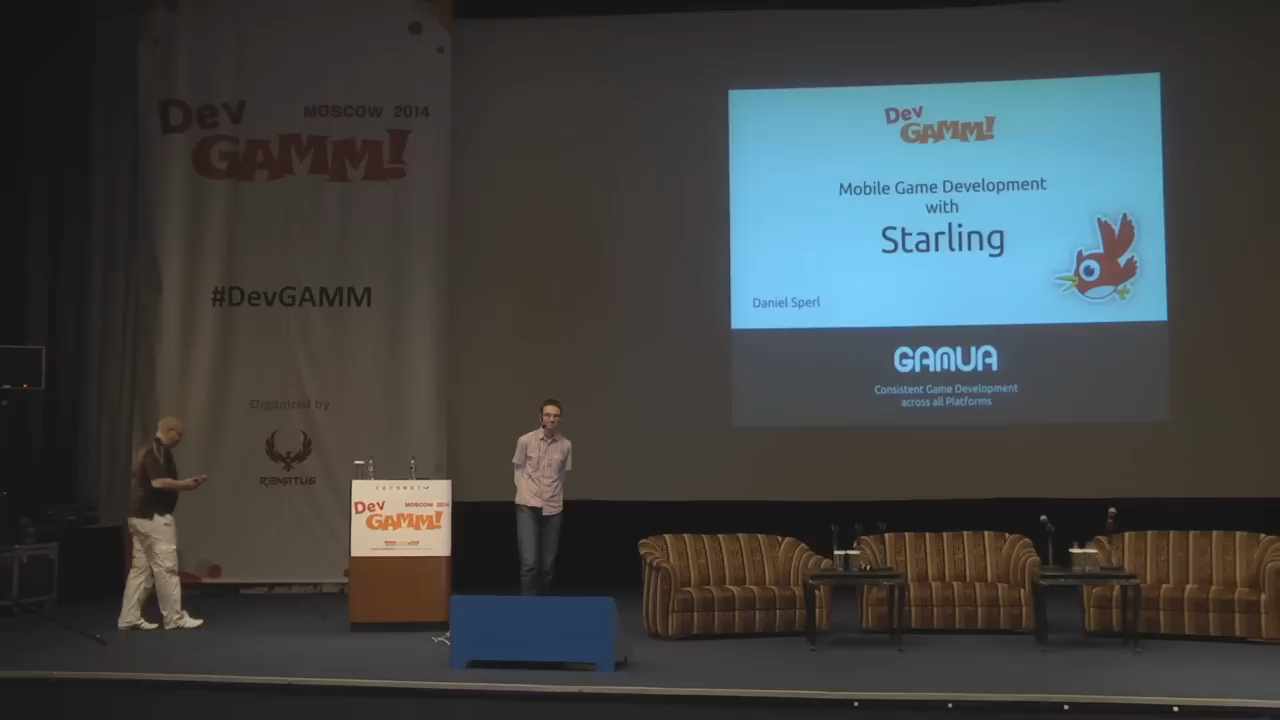 Dev
MOSCOW 2014
GAMM!
#DevGAMM
Organized by
RENATUS
Dev
MOSCOW 2014
GAMM!
Dev
GAMM!
Mobile Game Development
with
Starling
Daniel Sperl
GAMUA
Consistent Game Development
across all Platforms